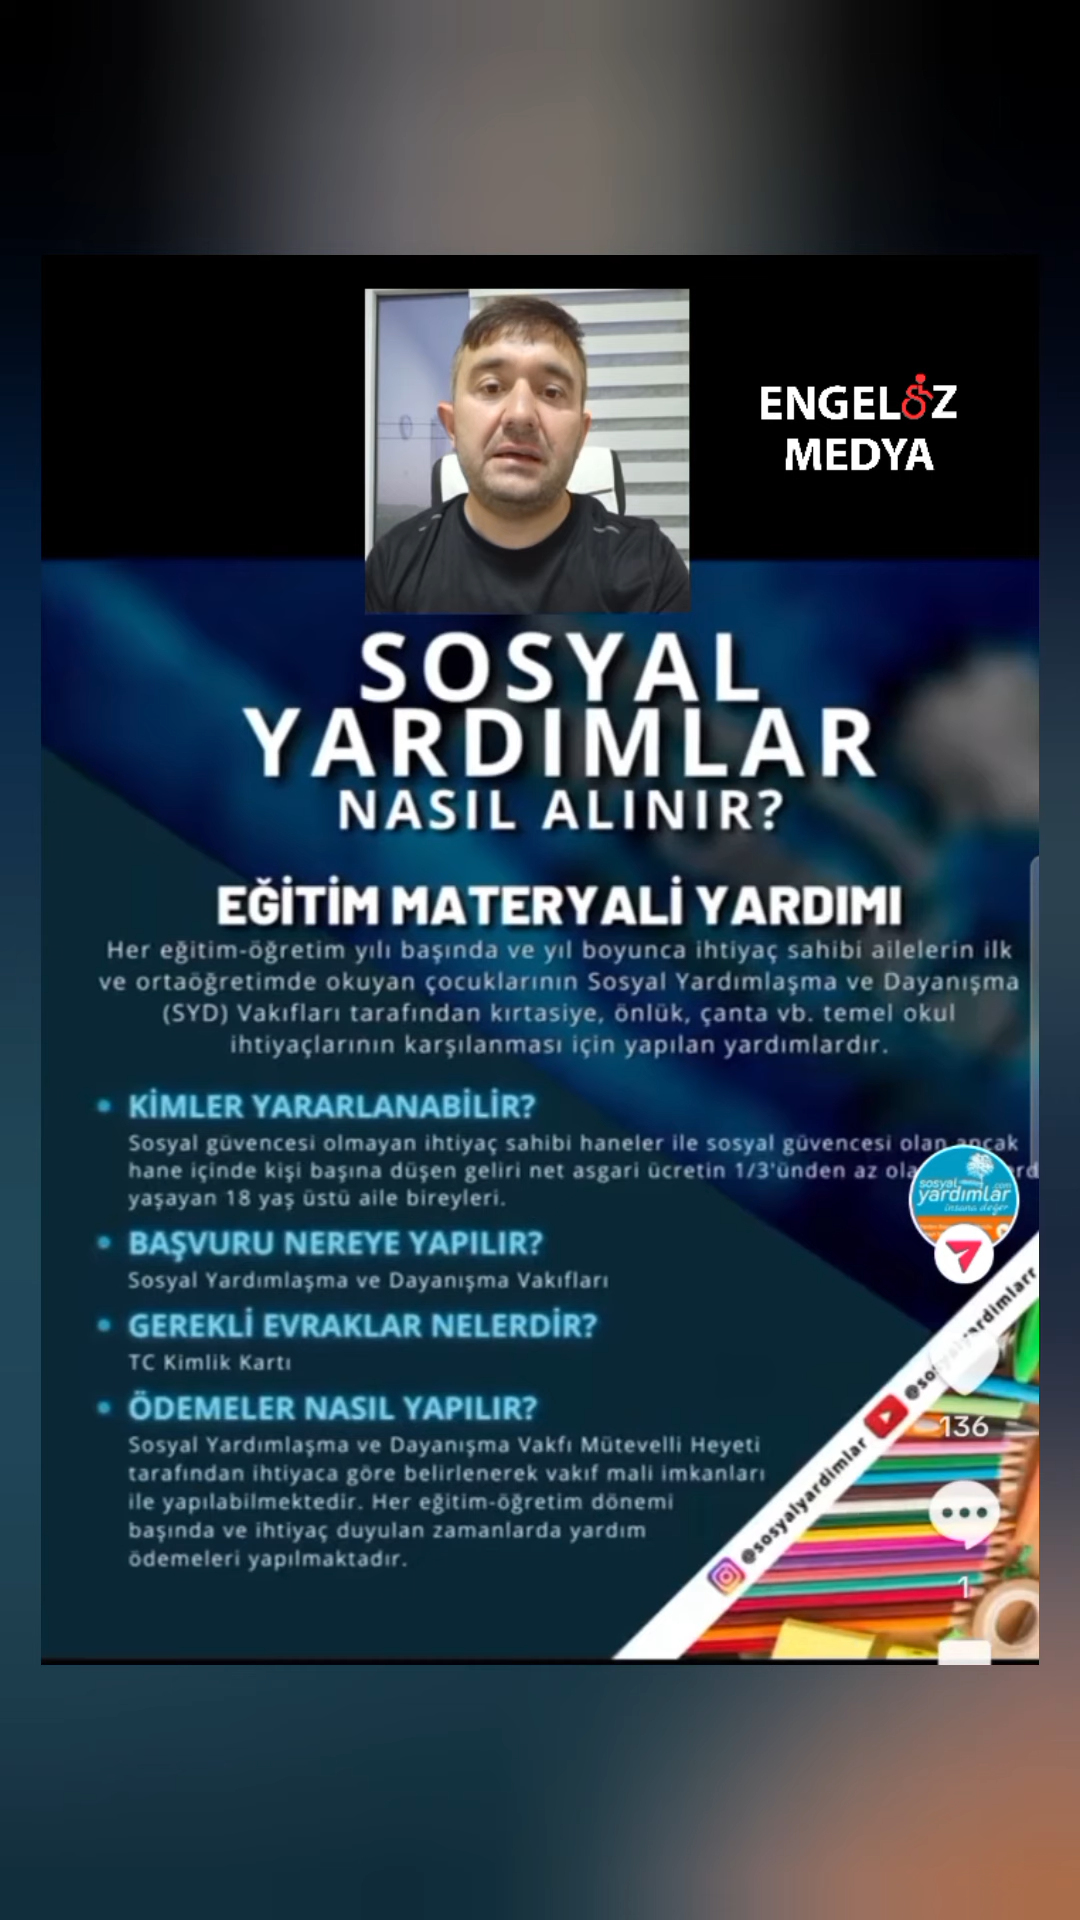 ENGELSİZ
MEDYA
SOSYAL
YARDIMLAR
NASIL ALINIR?
EĞİTİM MATERYALİ YARDIMI
Her eğitim-öğretim yılı başında ve yıl boyunca ihtiyaç sahibi ailelerin ilk
ve ortaöğretimde okuyan çocuklarının Sosyal Yardımlaşma ve Dayanışma
(SYD) Vakıfları tarafından kırtasiye, önlük, çanta vb. temel okul
ihtiyaçlarının karşılanması için yapılan yardımlardır.
• KİMLER YARARLANABİLİR?
Sosyal güvencesi olmayan ihtiyaç sahibi haneler ile sosyal güvencesi olan ancak
hane içinde kişi başına düşen geliri net asgari ücretin 1/3'ünden az
yaşayan 18 yaş üstü aile bireyleri.
sosyal
yardımlar
.com
insana değer
• BAŞVURU NEREYE YAPILIR?
Sosyal Yardımlaşma ve Dayanışma Vakıfları
• GEREKLİ EVRAKLAR NELERDİR?
TC Kimlik Kartı
• ÖDEMELER NASIL YAPILIR?
Sosyal Yardımlaşma ve Dayanışma Vakfı Mütevelli Heyeti
tarafından ihtiyaca göre belirlenerek vakıf mali imkanları
ile yapılabilmektedir. Her eğitim-öğretim dönemi
başında ve ihtiyaç duyulan zamanlarda yardım
ödemeleri yapılmaktadır.
@sosyalyardimlar
@sosyalyardimlarr
136
1